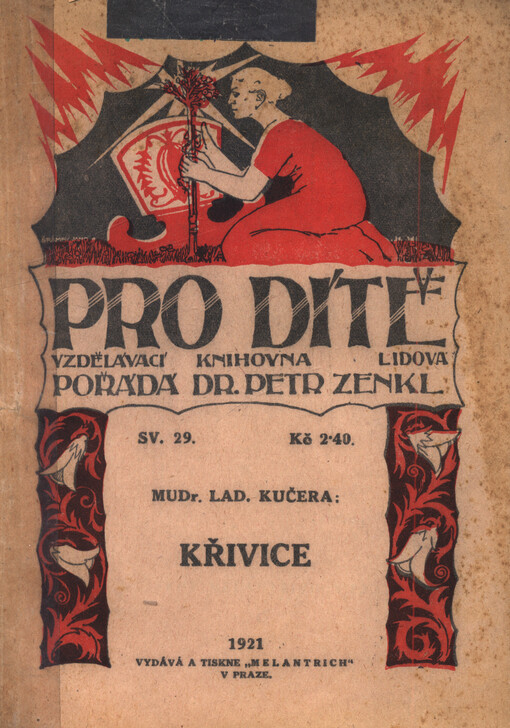 PRO DÍTĚ
VZDĚLÁVACÍ KNIHOVNA LIDOVÁ
POŘÁDÁ DR. PETR ZENKL.
SV. 29. Kč 2·40.
MUDr. LAD. KUČERA:
KŘIVICE
1921
VYDÁVÁ A TISKNE „MELANTRICH“
V PRAZE.